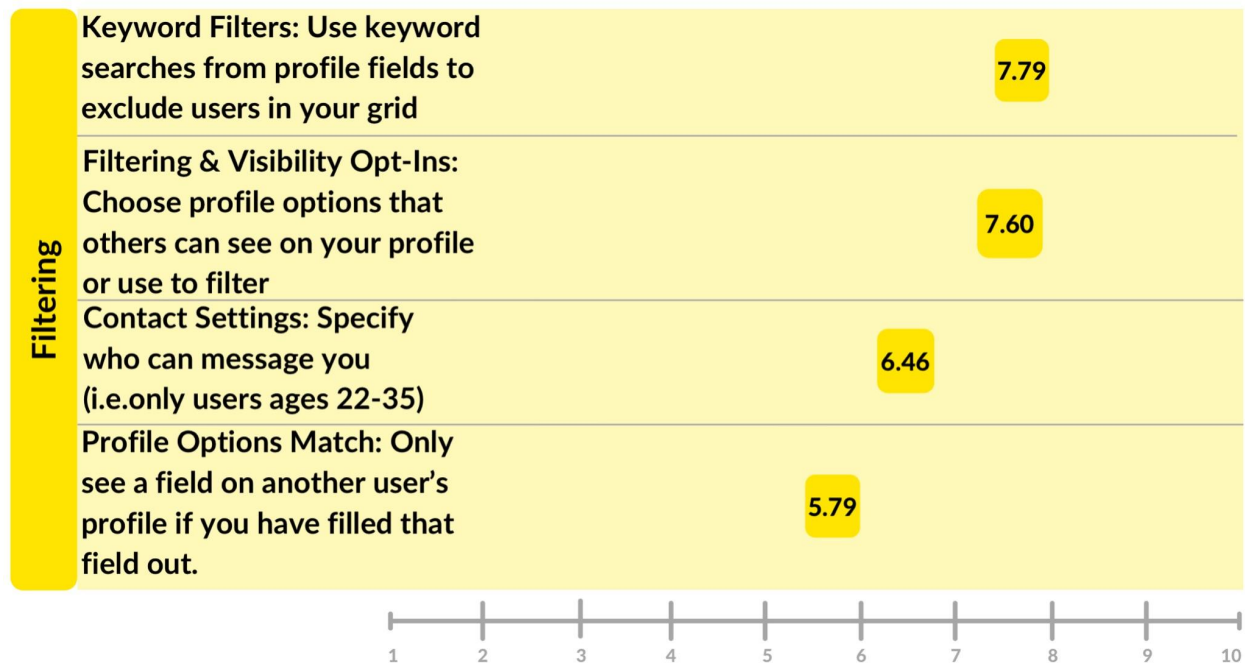 Filtering
Keyword Filters: Use keyword
searches from profile fields to
exclude users in your grid
7.79
Filtering & Visibility Opt-Ins:
Choose profile options that
others can see on your profile
or use to filter
7.60
Contact Settings: Specify
who can message you
(i.e.only users ages 22-35)
6.46
Profile Options Match: Only
see a field on another user’s
profile if you have filled that
field out.
5.79
1 2 3 4 5 6 7 8 9 10